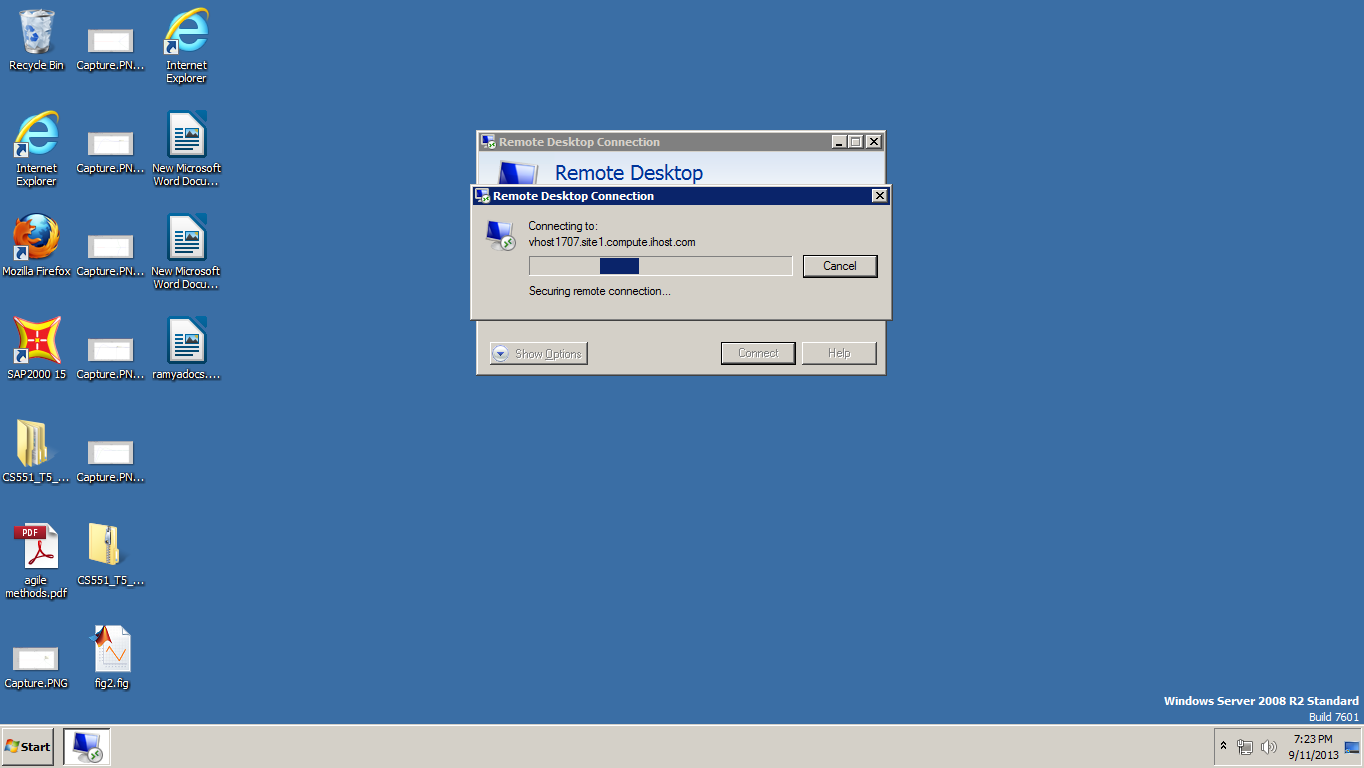 Recycle Bin
Capture.PN...
Internet
Explorer
Internet
Explorer
Capture.PN...
New Microsoft
Word Docu...
Mozilla Firefox
Capture.PN...
New Microsoft
Word Docu...
SAP2000 15
Capture.PN...
ramyadocs....
CS551_T5_...
Capture.PN...
PDF
agile
methods.pdf
CS551_T5_...
Capture.PNG
fig2.fig
Remote Desktop Connection
Remote Desktop
Remote Desktop Connection
Connecting to:
vhost1707.site1.compute.ihost.com
Cancel
Securing remote connection...
Show Options
Connect
Help
Windows Server 2008 R2 Standard
Build 7601
Start
7:23 PM
9/11/2013